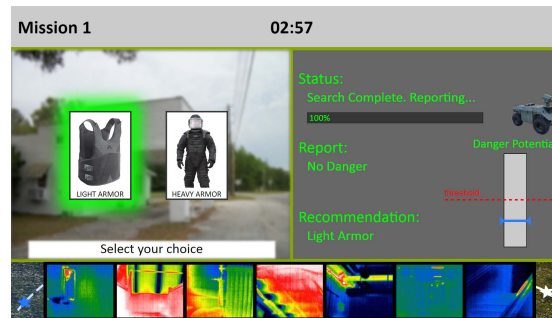 Mission 1
02:57
LIGHT ARMOR
HEAVY ARMOR
Select your choice
Status:
Search Complete. Reporting...
100%
Report:
No Danger
Recommendation:
Light Armor
Danger Potentia
threshold